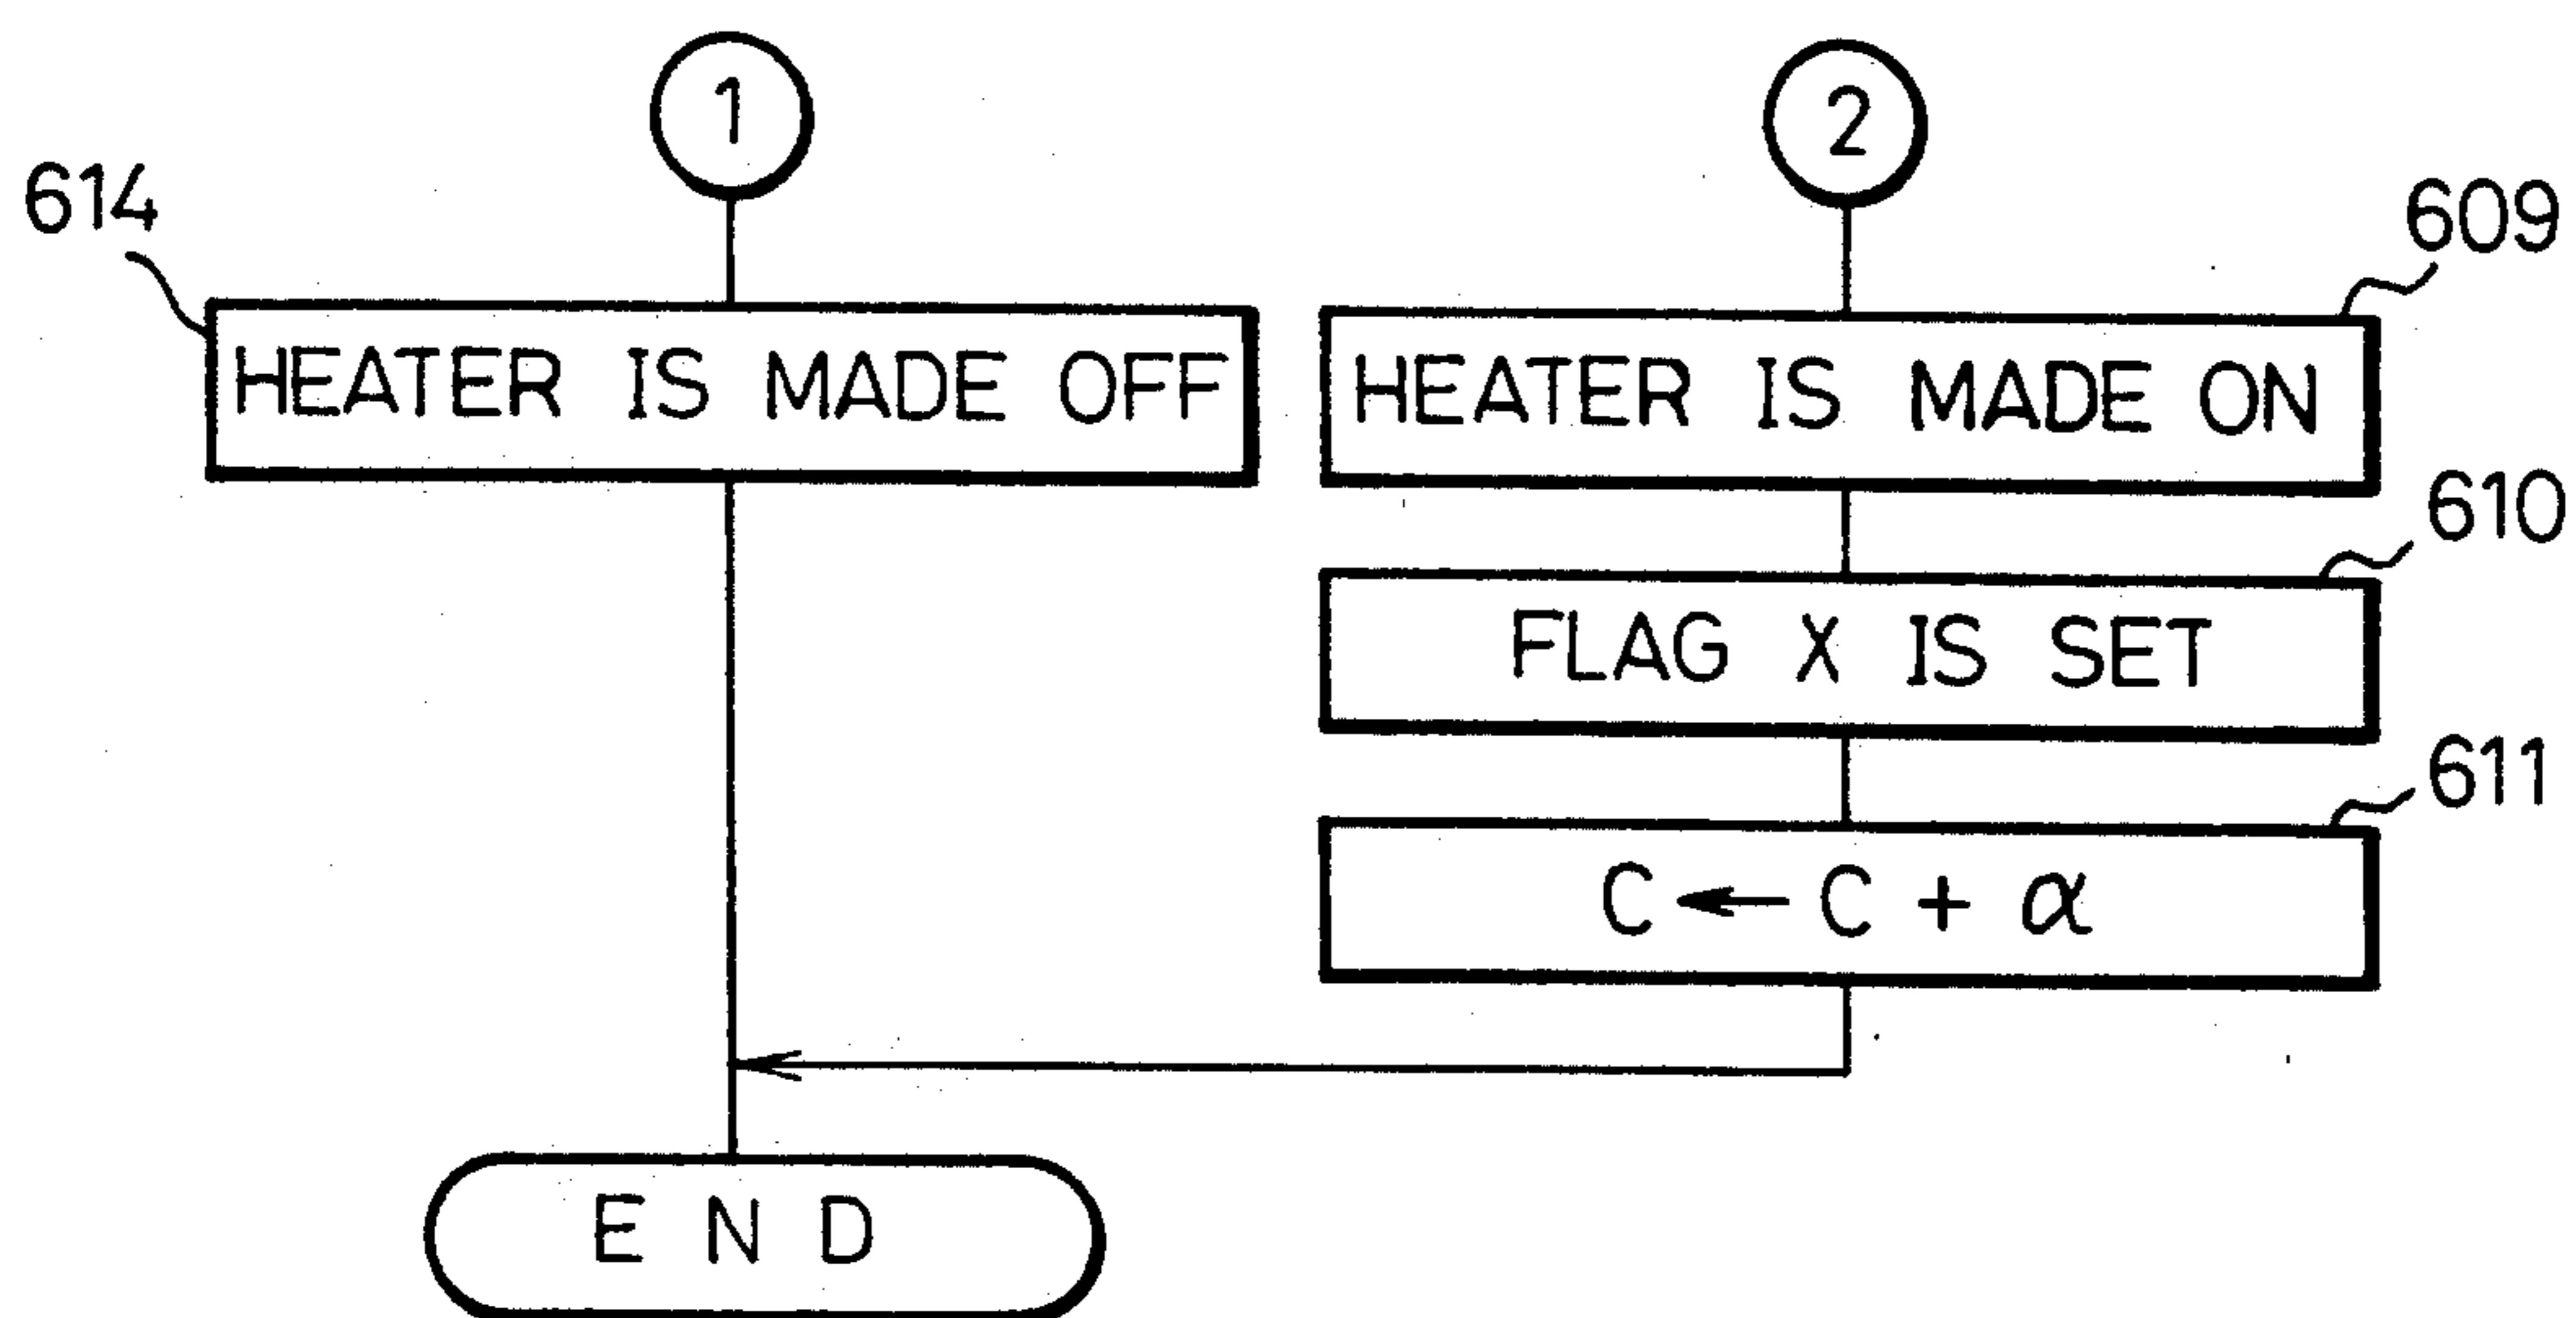 1
2
614
609
HEATER IS MADE OFF
HEATER IS MADE ON
610
FLAG X IS SET
611
C ← C + α
END